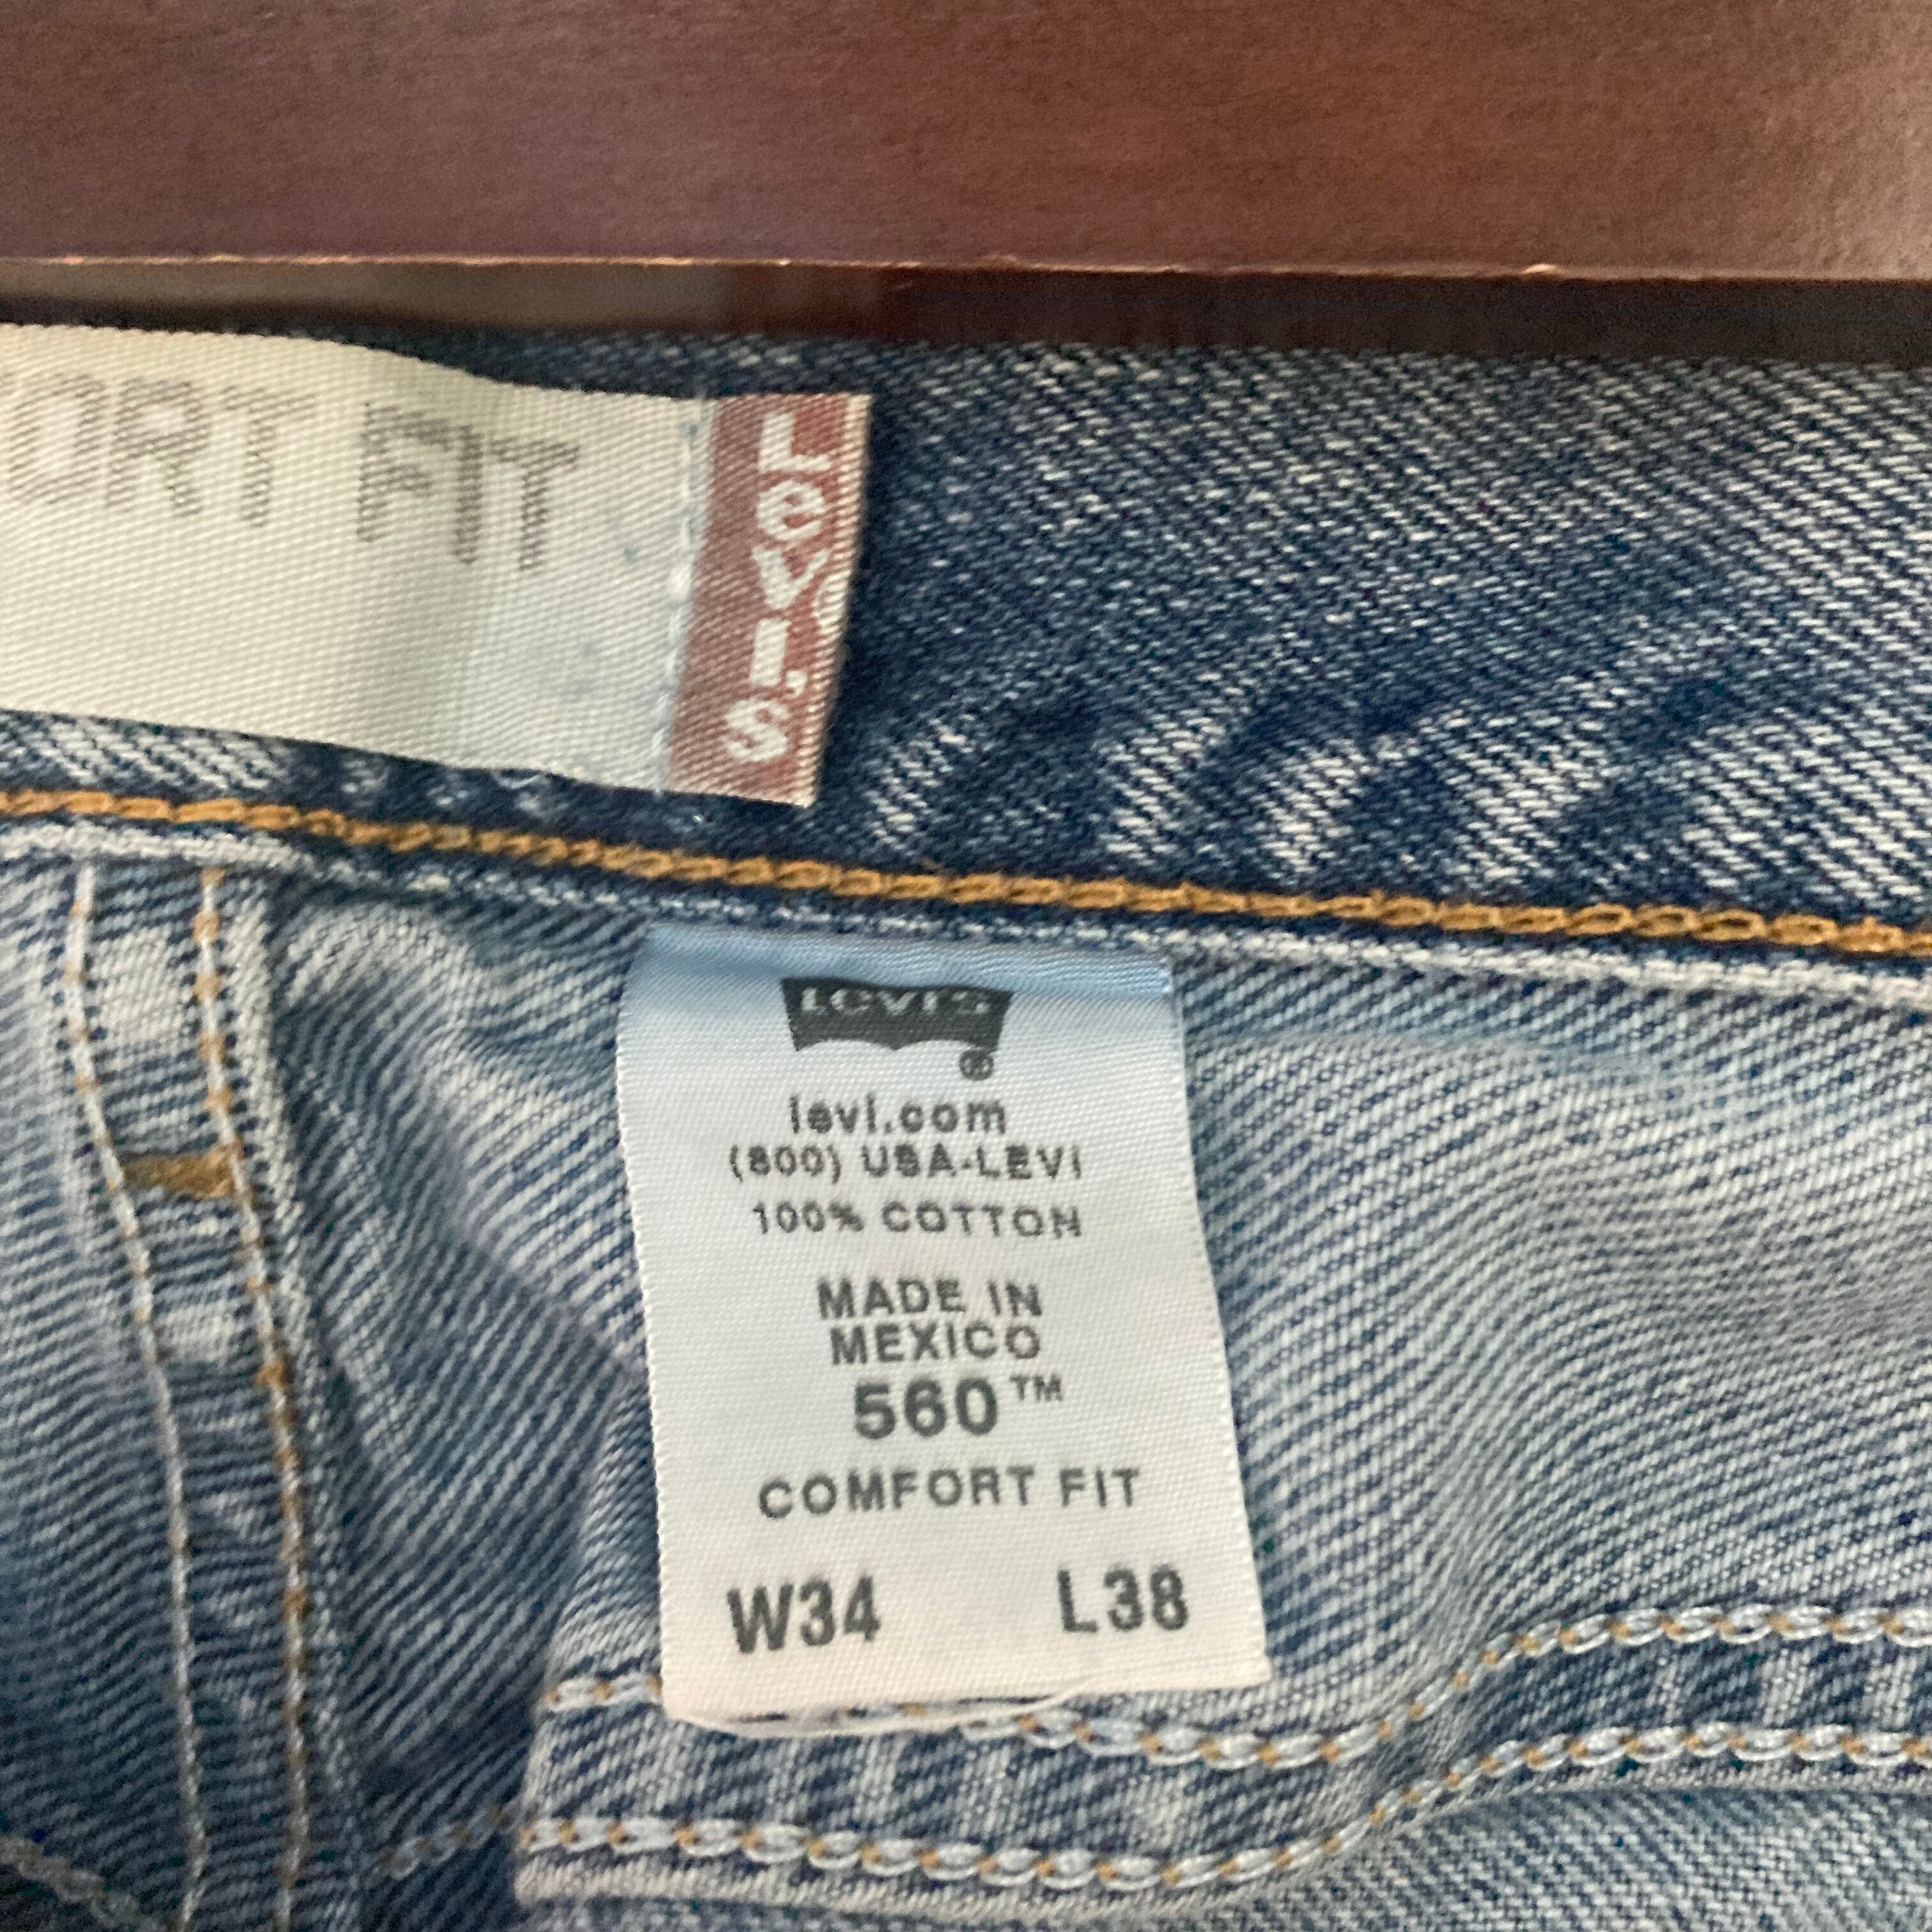 ORT FIT
LEVI'S
Levi's
®
levi.com
(800) USA-LEVI
100% COTTON
MADE IN
MEXICO
560™
COMFORT FIT
W34 L38